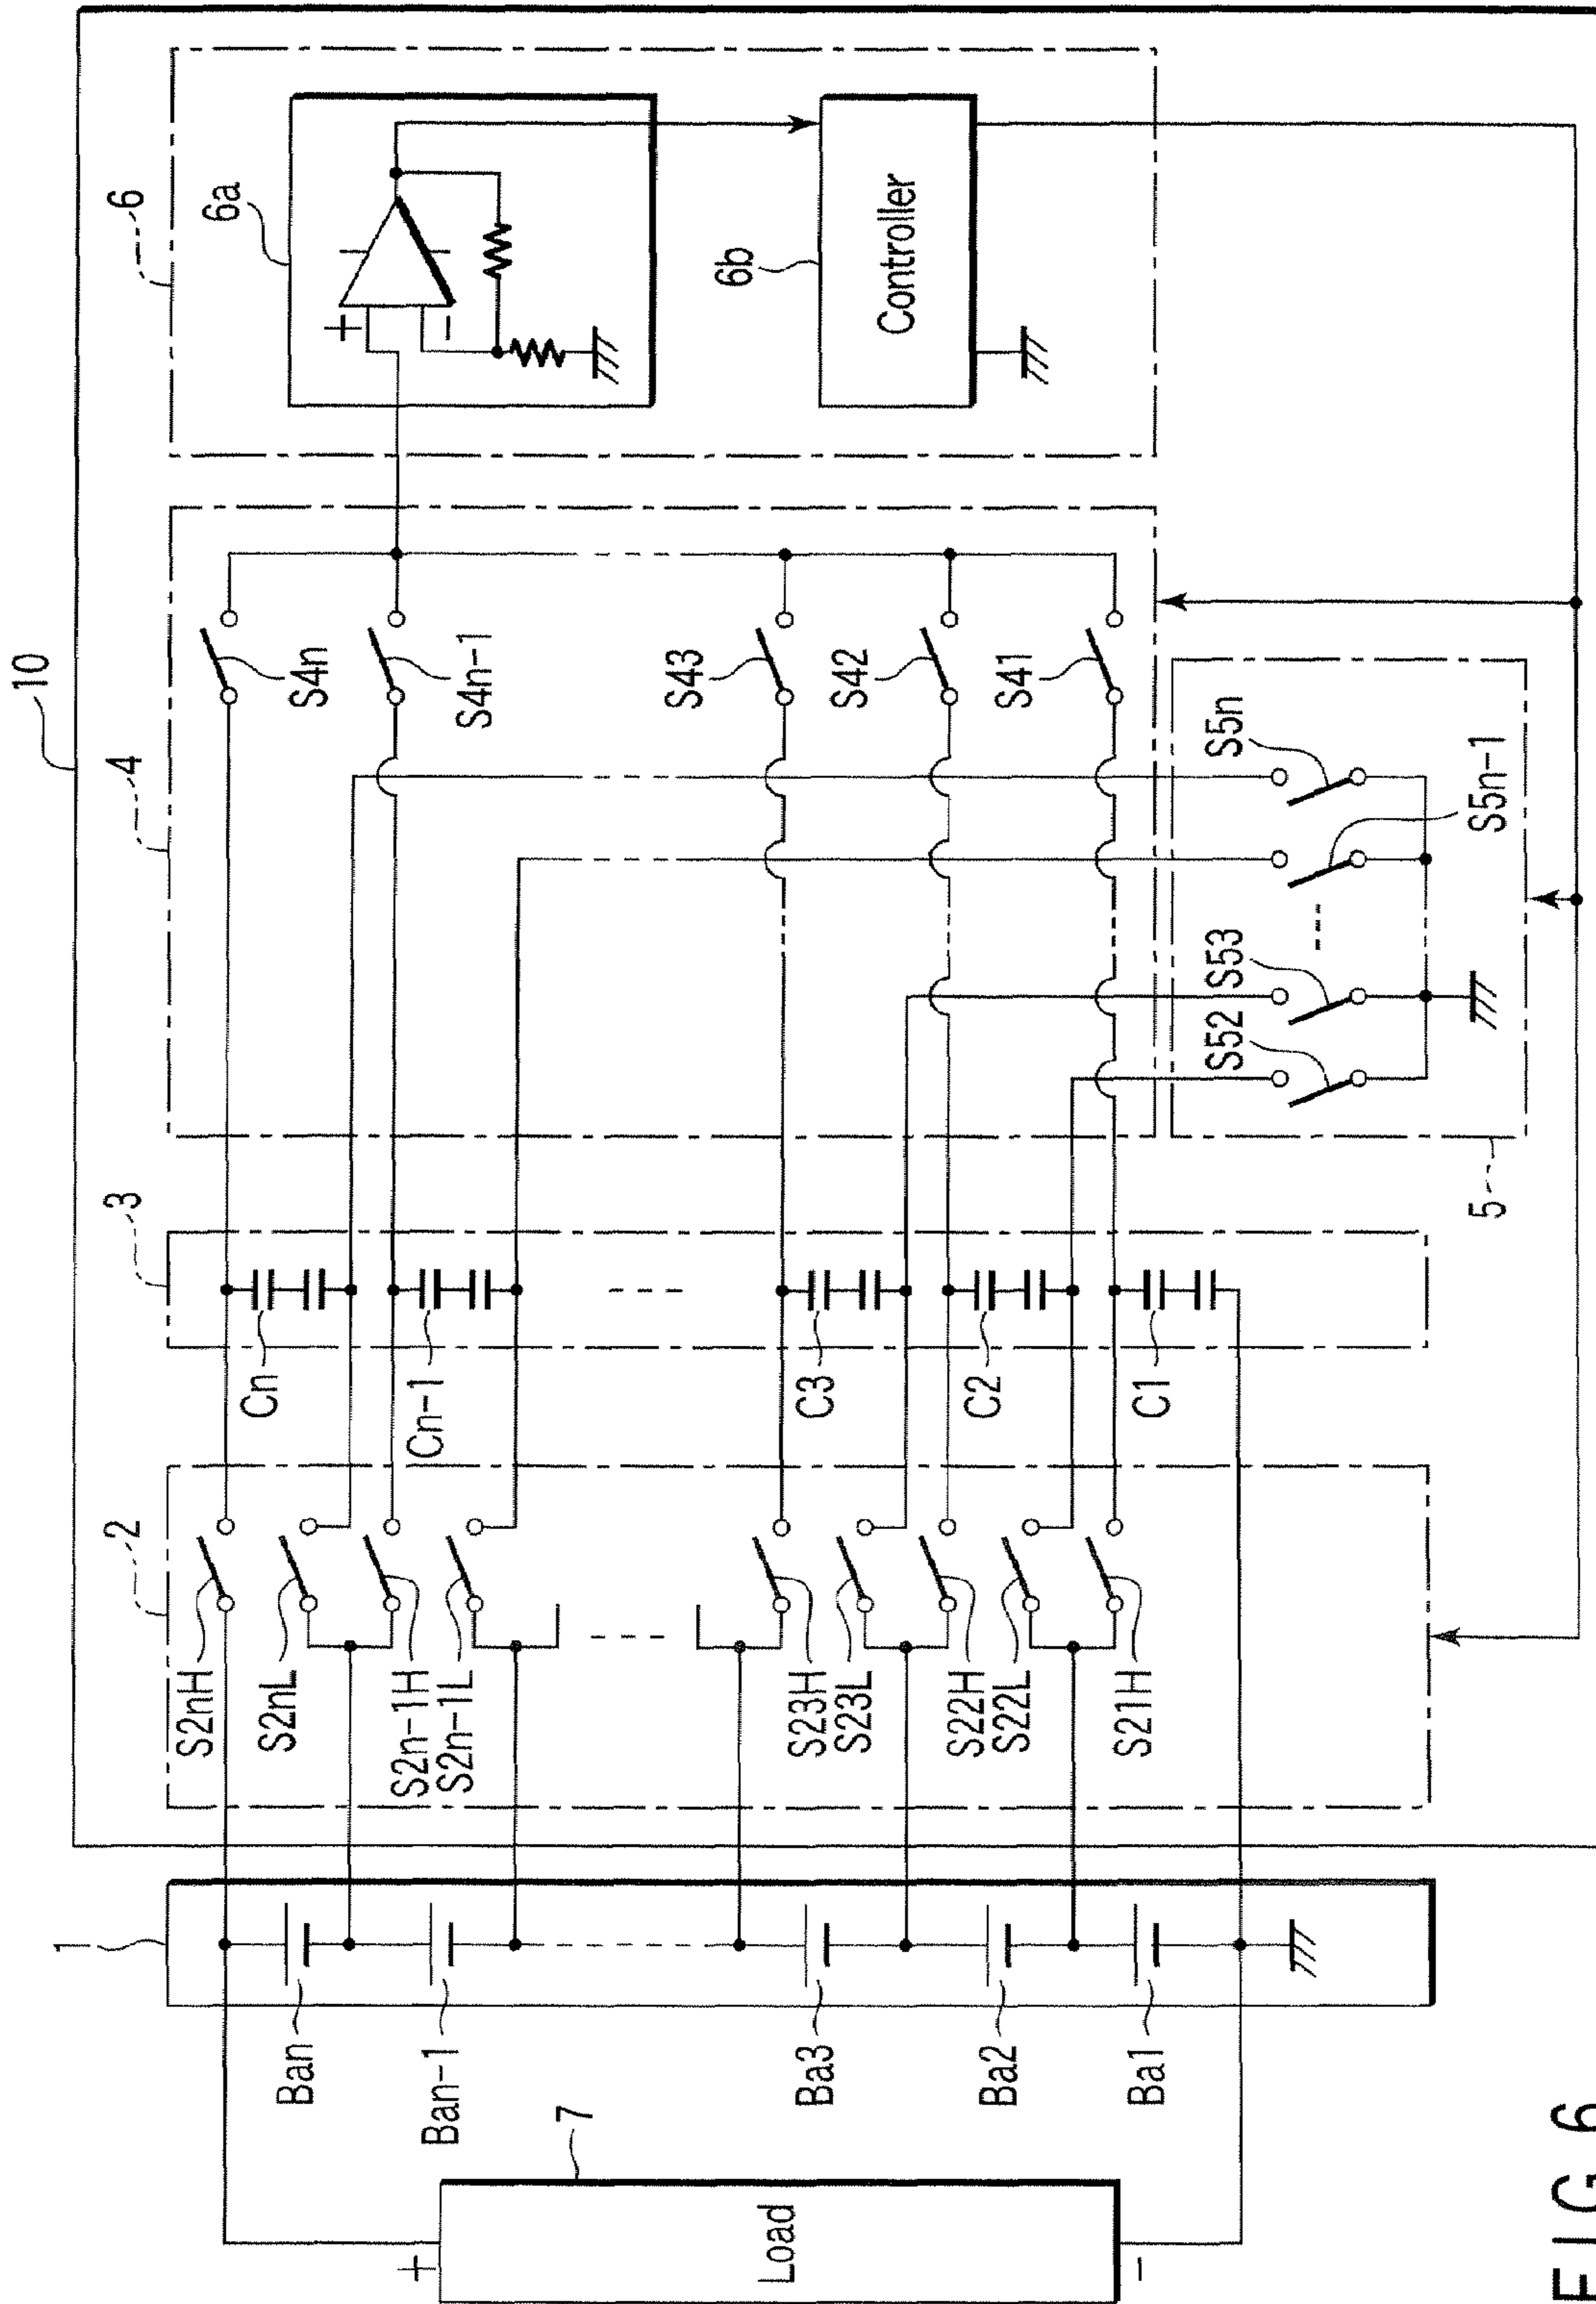 10
1
2
3
4
6
6a
+
-
6b
Controller
S2nH
S2nL
S2n-1H
S2n-1L
S23H
S23L
S22H
S22L
S21H
Cn
Cn-1
C3
C2
C1
S4n
S4n-1
S43
S42
S41
S5n
S5n-1
S53
S52
5
Ban
Ban-1
Ba3
Ba2
Ba1
7
+
Load
-
FIG. 6